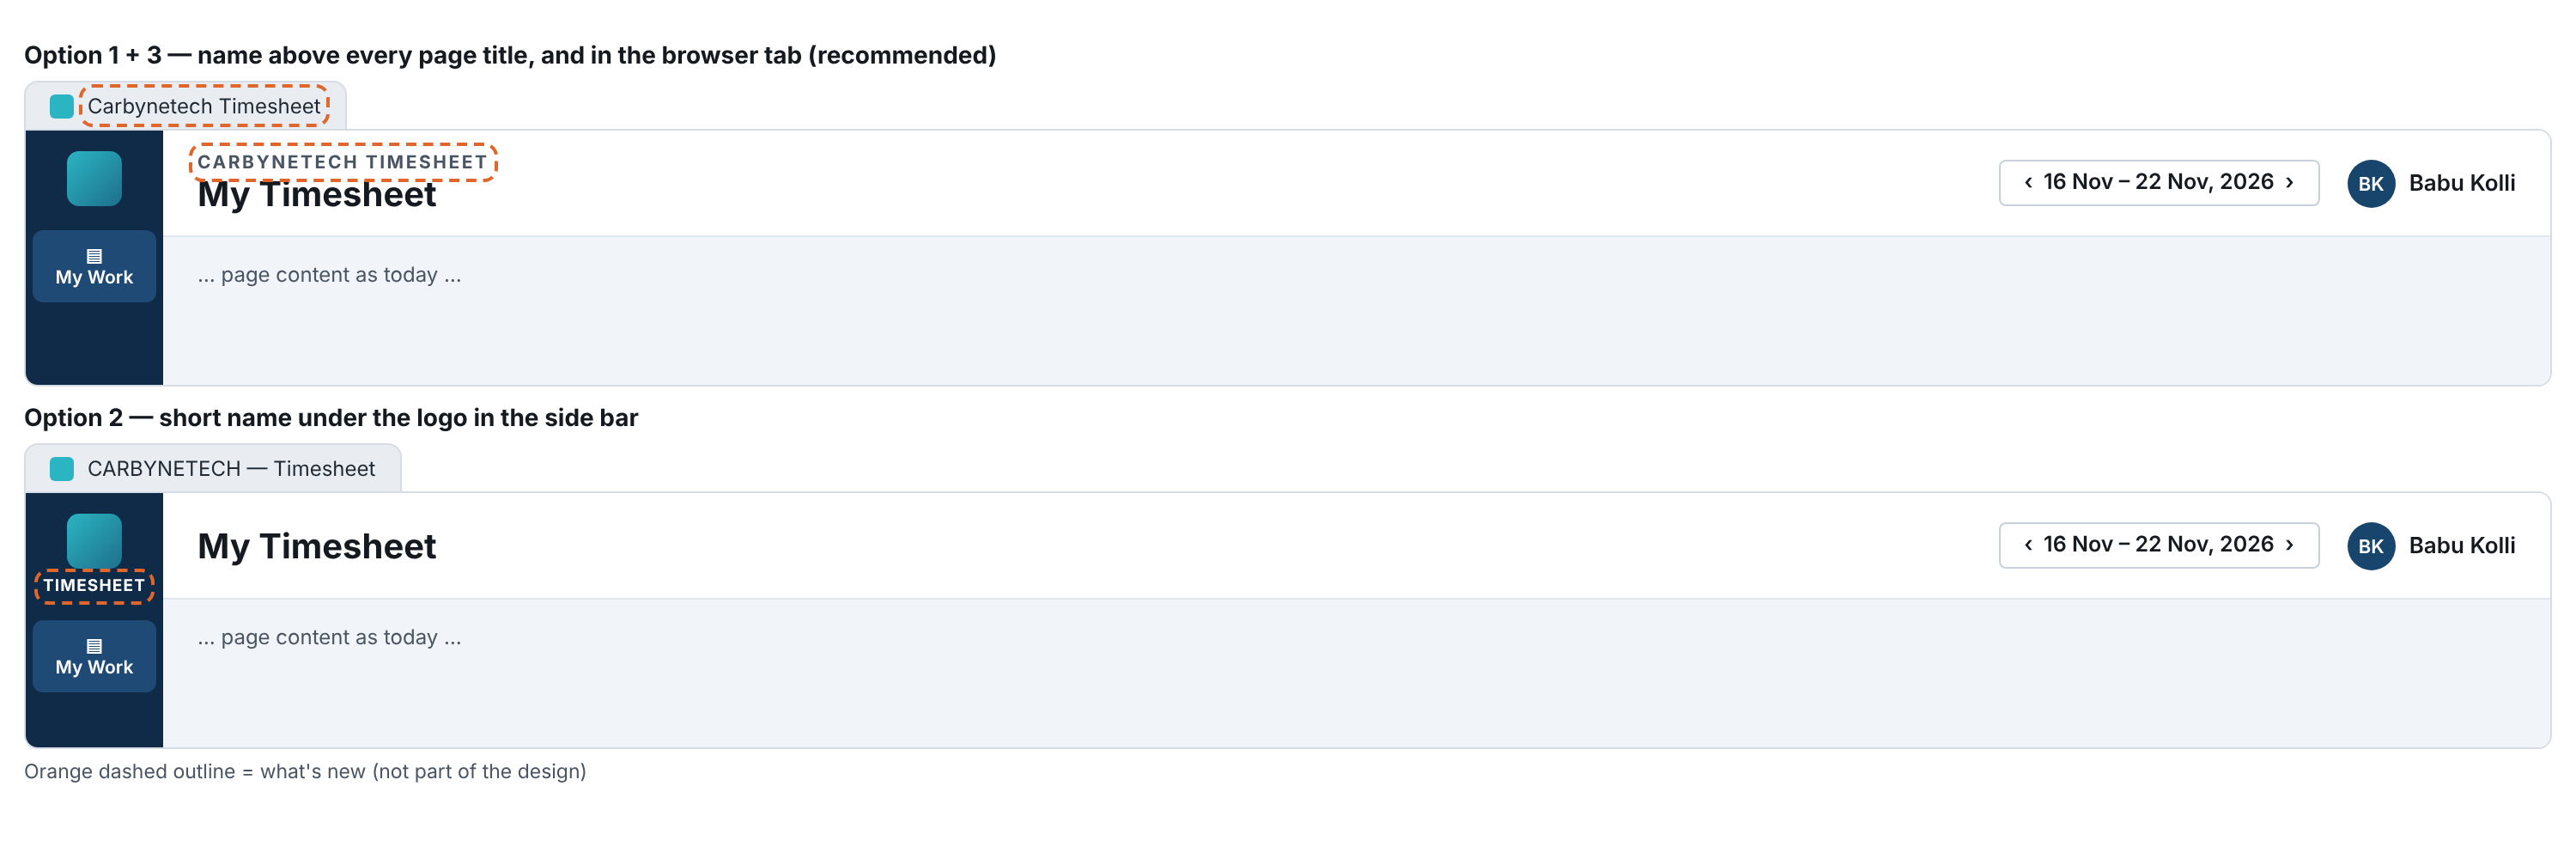 Option 1 + 3 — name above every page title, and in the browser tab (recommended)
Carbynetech Timesheet
CARBYNETECH TIMESHEET
My Timesheet
‹ 16 Nov – 22 Nov, 2026 ›
BK Babu Kolli
My Work
... page content as today ...
Option 2 — short name under the logo in the side bar
CARBYNETECH — Timesheet
My Timesheet
‹ 16 Nov – 22 Nov, 2026 ›
BK Babu Kolli
TIMESHEET
My Work
... page content as today ...
Orange dashed outline = what's new (not part of the design)